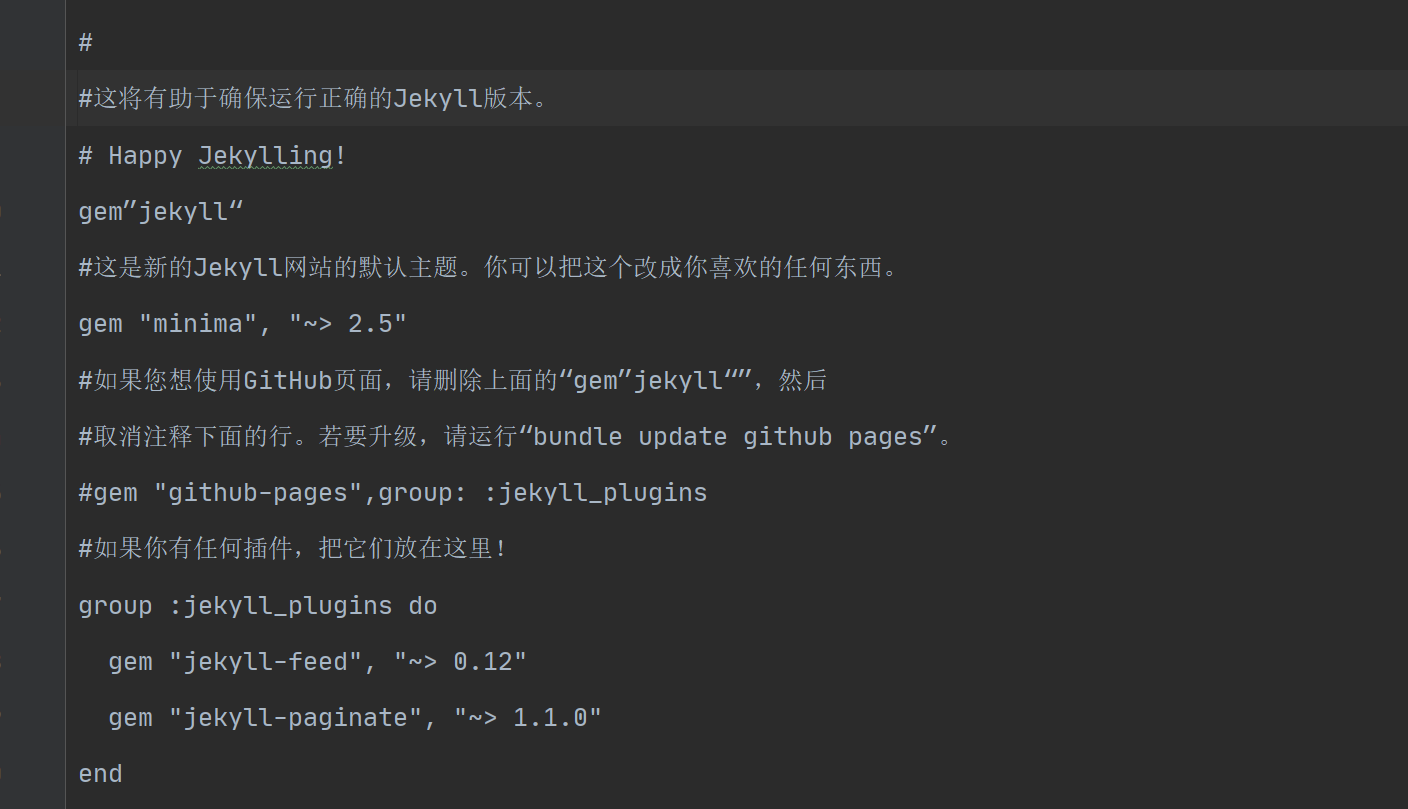 #
#这将有助于确保运行正确的Jekyll版本。
# Happy Jekylling!
gem”jekyll“
#这是新的Jekyll网站的默认主题。你可以把这个改成你喜欢的任何东西。
gem "minima", "~> 2.5"
#如果您想使用GitHub页面，请删除上面的“gem”jekyll“”，然后
#取消注释下面的行。若要升级，请运行“bundle update github pages”。
#gem "github-pages",group: :jekyll_plugins
#如果你有任何插件，把它们放在这里！
group :jekyll_plugins do
  gem "jekyll-feed", "~> 0.12"
  gem "jekyll-paginate", "~> 1.1.0"
end